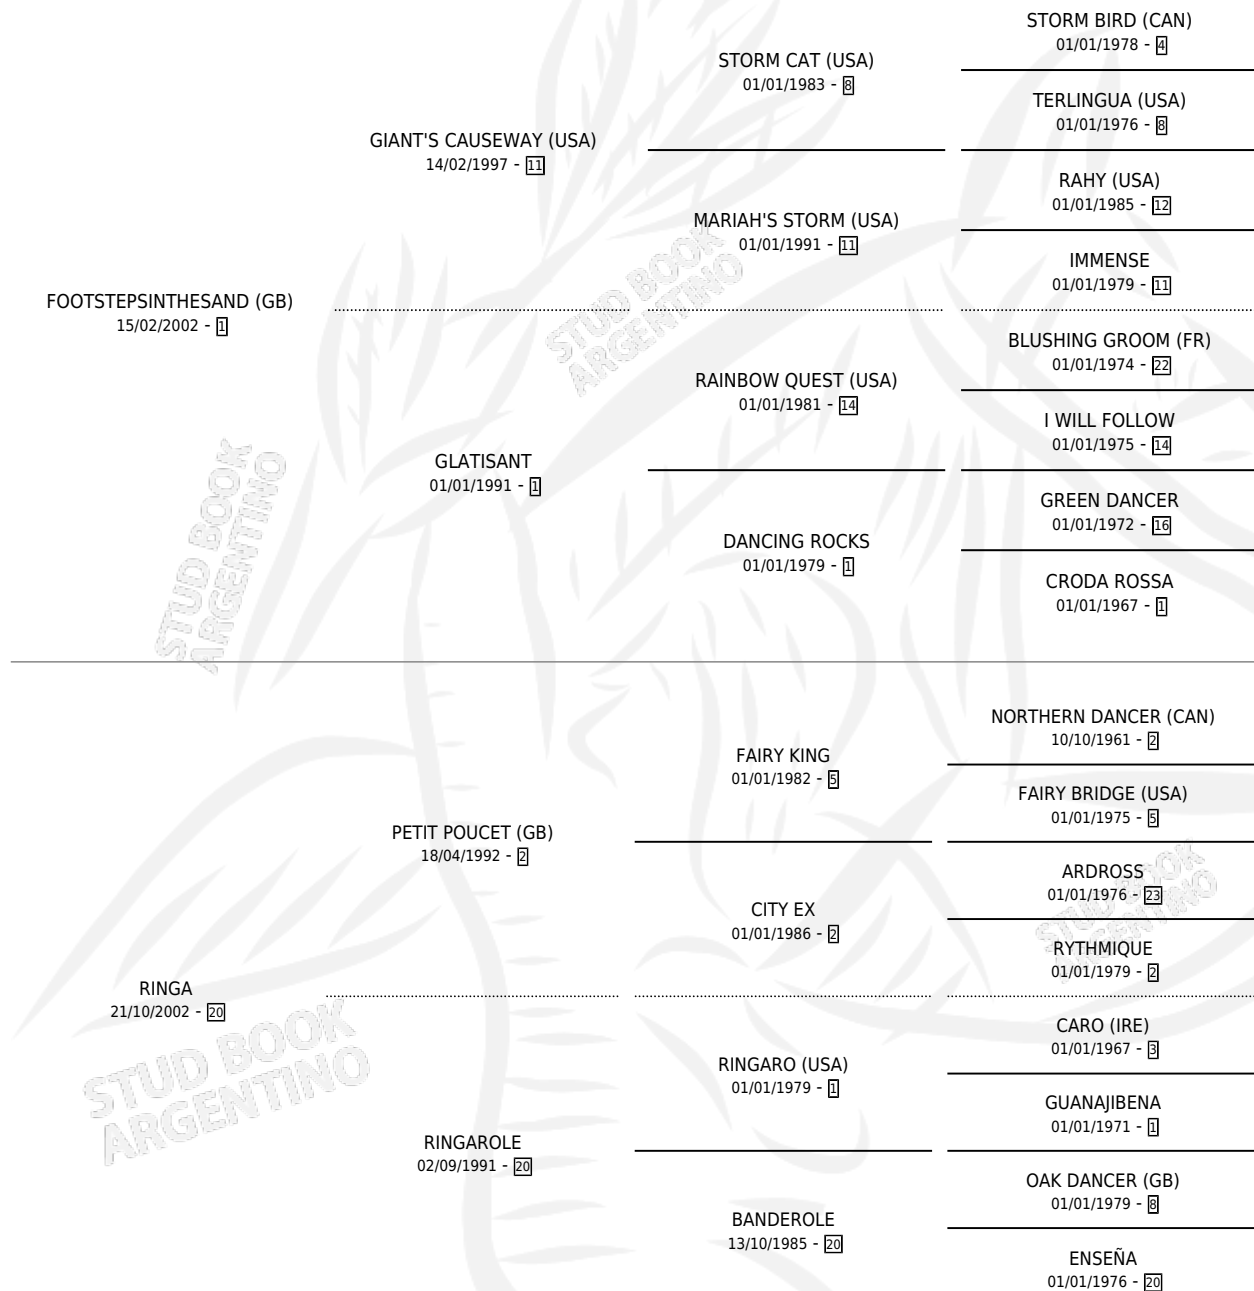 STORM BIRD (CAN)
01/01/1978 - 4
STORM CAT (USA)
01/01/1983 - 8
TERLINGUA (USA)
01/01/1976 - 8
GIANT'S CAUSEWAY (USA)
14/02/1997 - 11
RAHY (USA)
01/01/1985 - 12
MARIAH'S STORM (USA)
01/01/1991 - 11
IMMENSE
01/01/1979 - 11
FOOTSTEPSINTHESAND (GB)
15/02/2002 - 1
BLUSHING GROOM (FR)
01/01/1974 - 22
RAINBOW QUEST (USA)
01/01/1981 - 14
I WILL FOLLOW
01/01/1975 - 14
GLATISANT
01/01/1991 - 1
GREEN DANCER
01/01/1972 - 16
DANCING ROCKS
01/01/1979 - 1
CRODA ROSSA
01/01/1967 - 1
NORTHERN DANCER (CAN)
10/10/1961 - 2
FAIRY KING
01/01/1982 - 5
FAIRY BRIDGE (USA)
01/01/1975 - 5
PETIT POUCET (GB)
18/04/1992 - 2
ARDROSS
01/01/1976 - 23
CITY EX
01/01/1986 - 2
RYTHMIQUE
01/01/1979 - 2
RINGA
21/10/2002 - 20
CARO (IRE)
01/01/1967 - 3
RINGARO (USA)
01/01/1979 - 1
GUANAJIBENA
01/01/1971 - 1
RINGAROLE
02/09/1991 - 20
OAK DANCER (GB)
01/01/1979 - 8
BANDEROLE
13/10/1985 - 20
ENSEÑA
01/01/1976 - 20
STUD BOOK
ARGENTINO
STUD BOOK
ARGENTINO
STUD BOOK
ARGENTINO
STUD BOOK
ARGENTINO